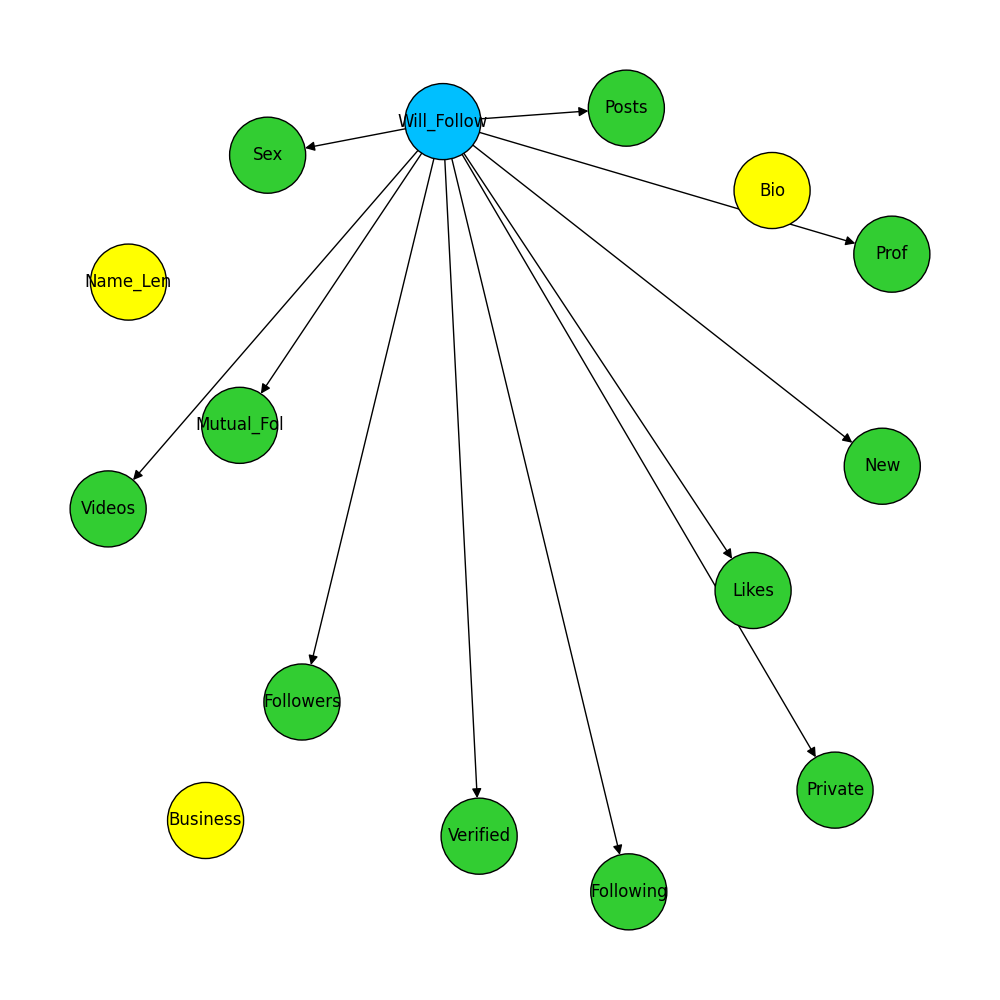 Posts
Will_Follow
Sex
Bio
Prof
Name_Len
Mutual_Fol
New
Videos
Likes
Followers
Private
Business
Verified
Following